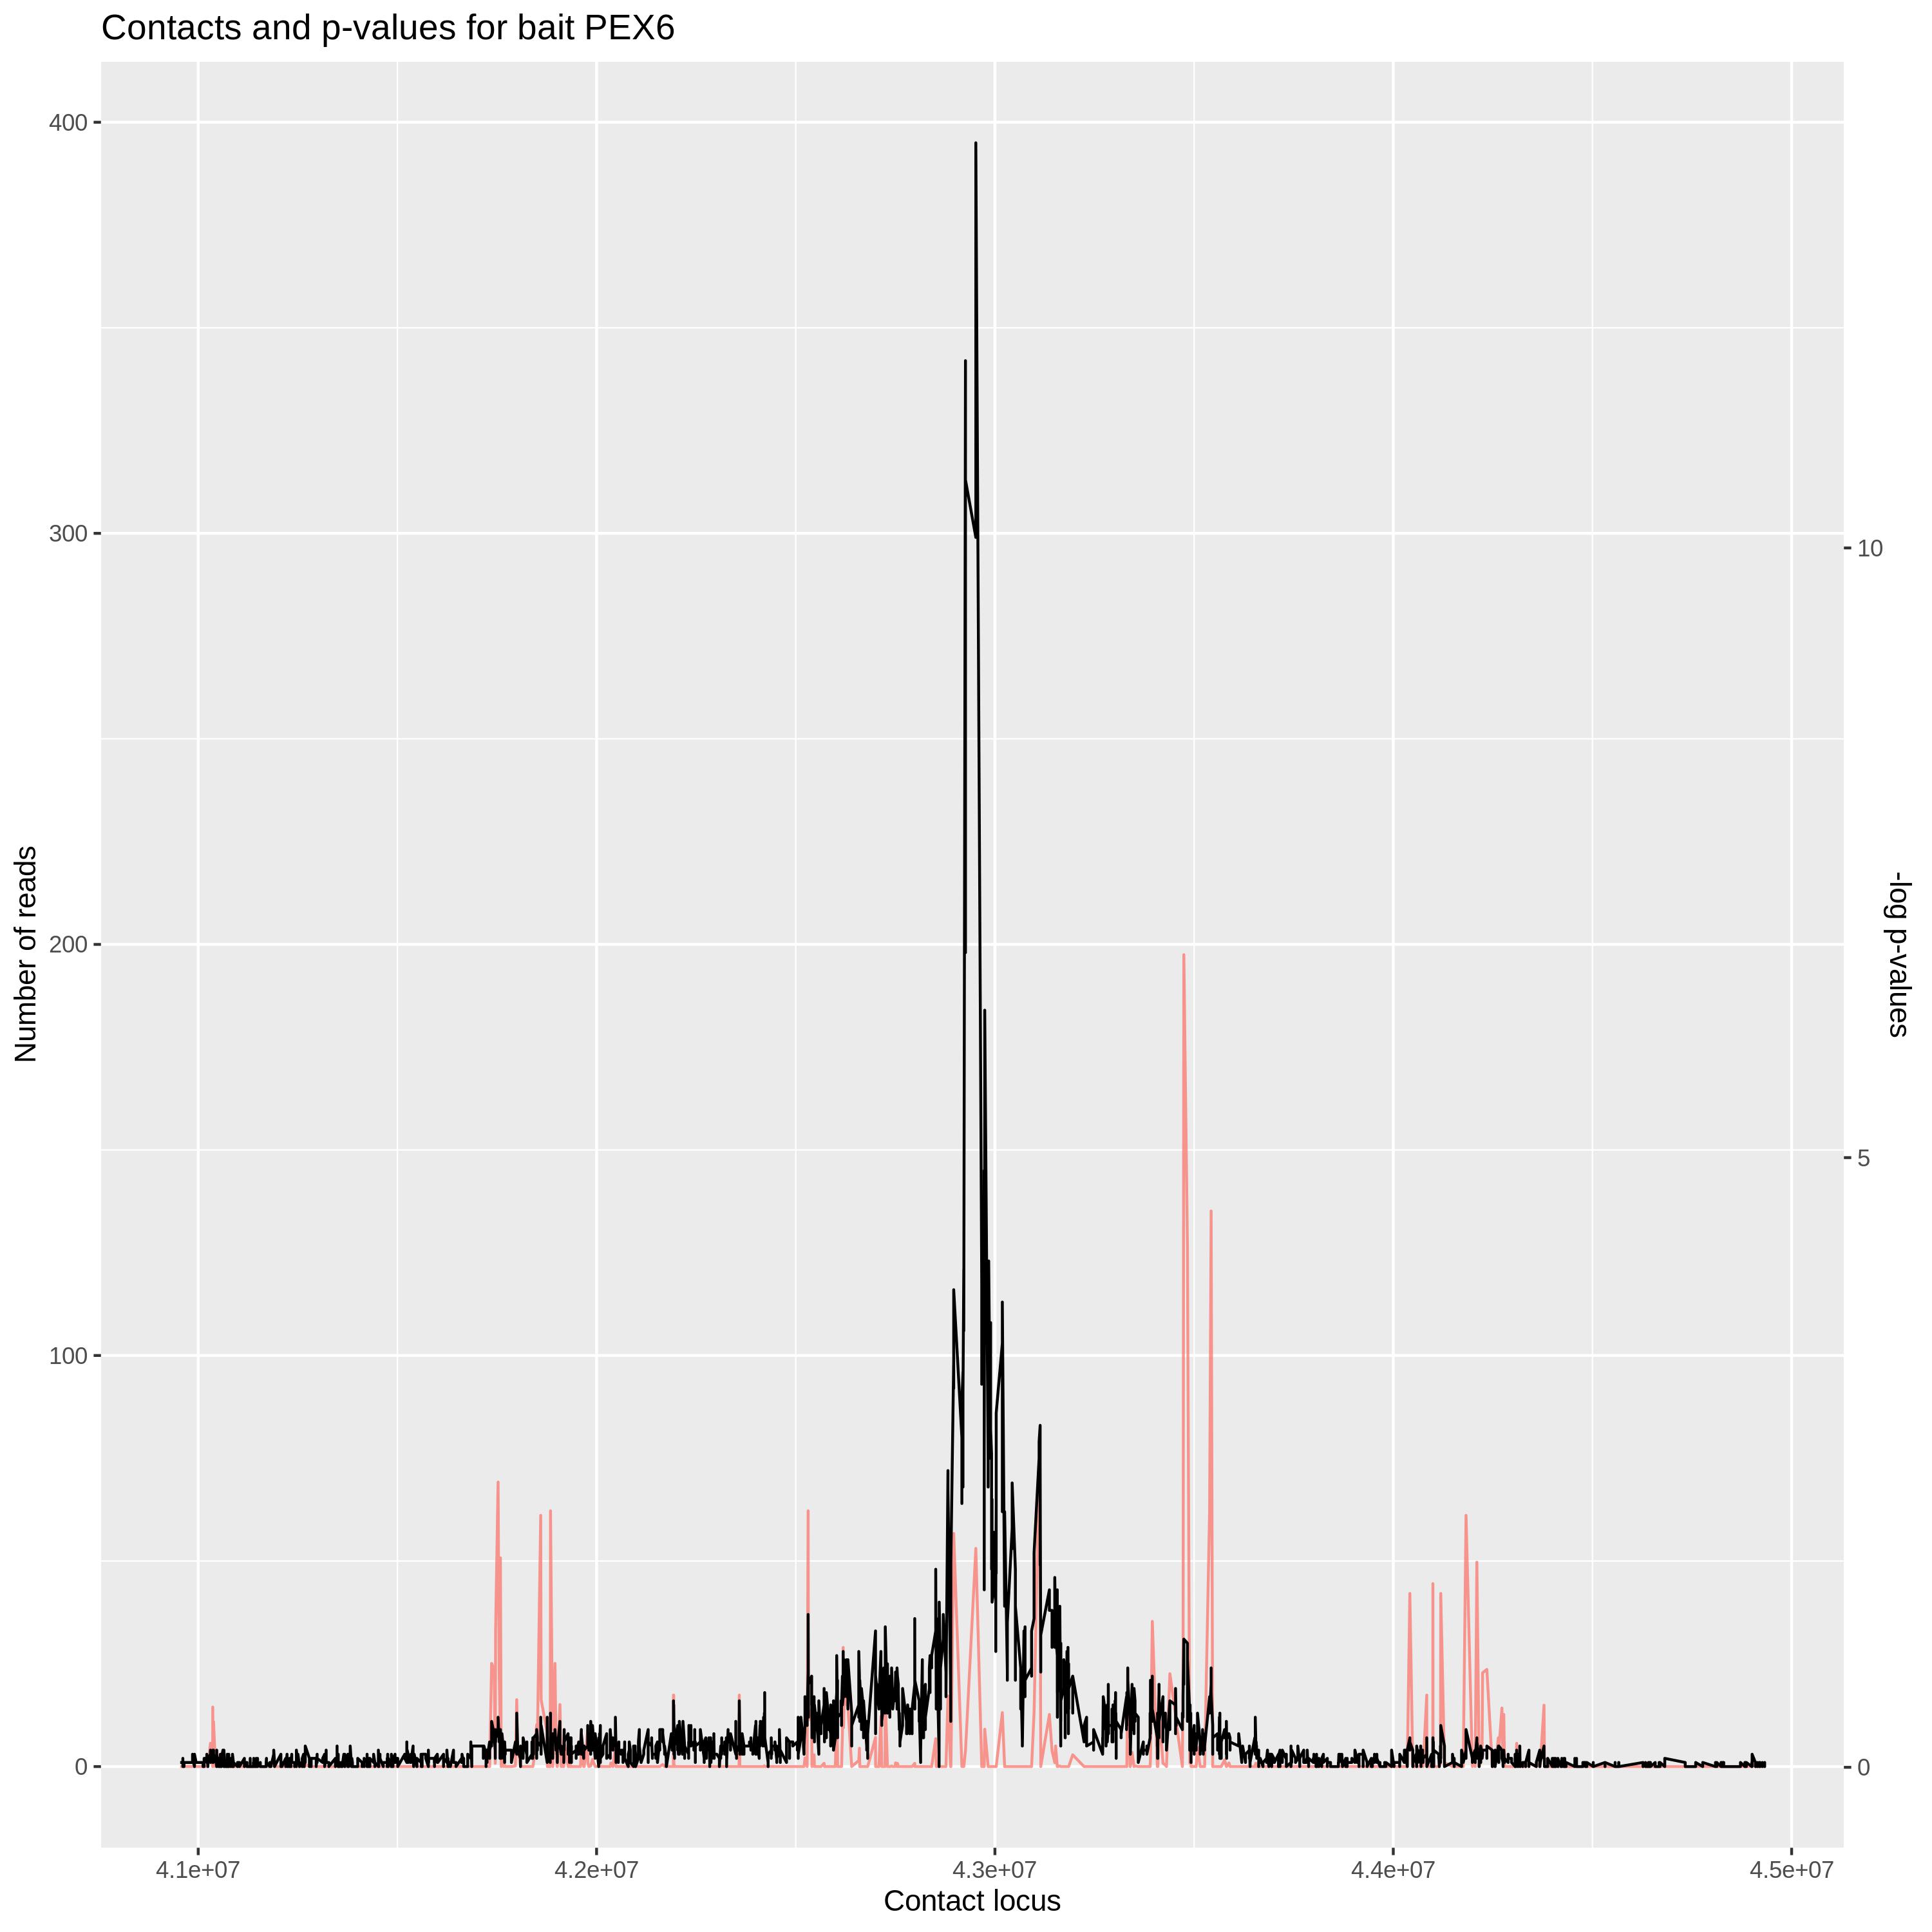 Contacts and p-values for bait PEX6
400
300
200
100
0
Number of reads
10
5
0
-log p-values
4.1e+07
4.2e+07
4.3e+07
4.4e+07
4.5e+07
Contact locus